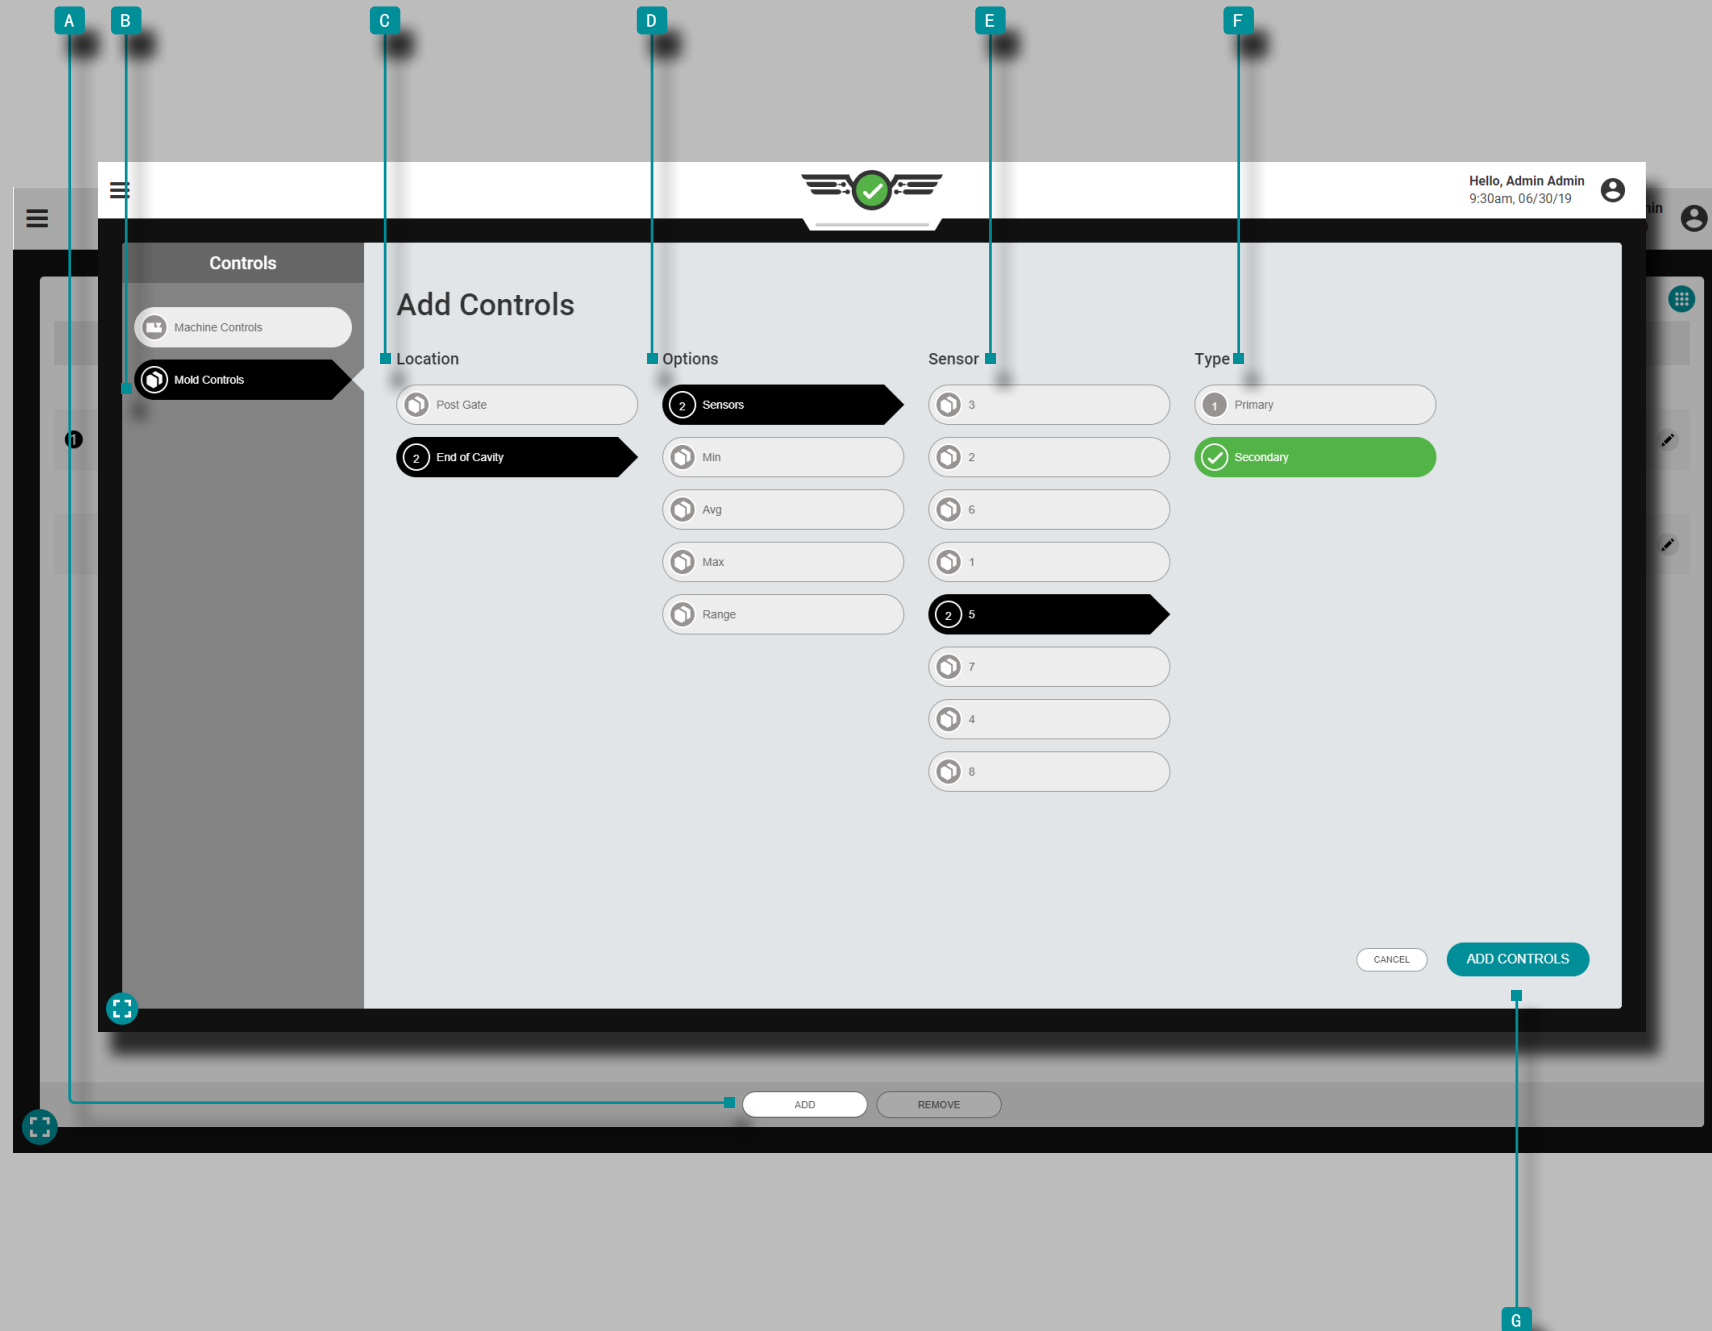 A B C D E F
Hello, Admin Admin
9:30am, 06/30/19
Controls
Machine Controls
Mold Controls
Add Controls
Location
Post Gate
2 End of Cavity
Options
2 Sensors
Min
Avg
Max
Range
Sensor
3
2
6
1
2 5
7
4
8
Type
1 Primary
Secondary
CANCEL
ADD CONTROLS
1
ADD
REMOVE
G